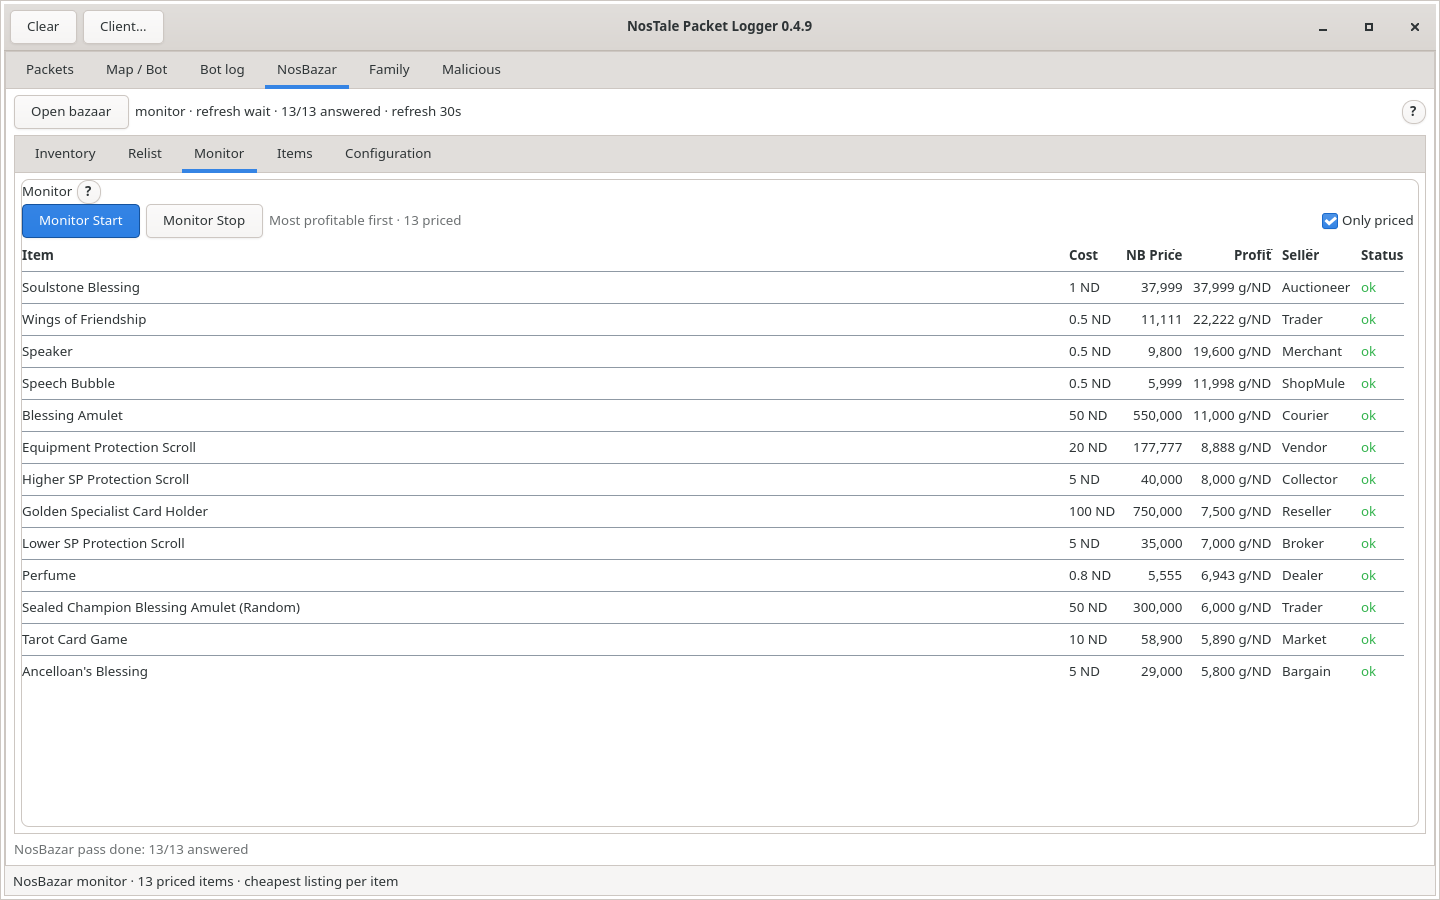 Clear Client... NosTale Packet Logger 0.4.9
Packets Map / Bot Bot log NosBazar Family Malicious
Open bazaar monitor · refresh wait · 13/13 answered · refresh 30s ?
Inventory Relist Monitor Items Configuration
Monitor ?
Monitor Start Monitor Stop Most profitable first · 13 priced Only priced
Item Cost NB Price Profit Seller Status
Soulstone Blessing 1 ND 37,999 37,999 g/ND Auctioneer ok
Wings of Friendship 0.5 ND 11,111 22,222 g/ND Trader ok
Speaker 0.5 ND 9,800 19,600 g/ND Merchant ok
Speech Bubble 0.5 ND 5,999 11,998 g/ND ShopMule ok
Blessing Amulet 50 ND 550,000 11,000 g/ND Courier ok
Equipment Protection Scroll 20 ND 177,777 8,888 g/ND Vendor ok
Higher SP Protection Scroll 5 ND 40,000 8,000 g/ND Collector ok
Golden Specialist Card Holder 100 ND 750,000 7,500 g/ND Reseller ok
Lower SP Protection Scroll 5 ND 35,000 7,000 g/ND Broker ok
Perfume 0.8 ND 5,555 6,943 g/ND Dealer ok
Sealed Champion Blessing Amulet (Random) 50 ND 300,000 6,000 g/ND Trader ok
Tarot Card Game 10 ND 58,900 5,890 g/ND Market ok
Ancelloan's Blessing 5 ND 29,000 5,800 g/ND Bargain ok
NosBazar pass done: 13/13 answered
NosBazar monitor · 13 priced items · cheapest listing per item